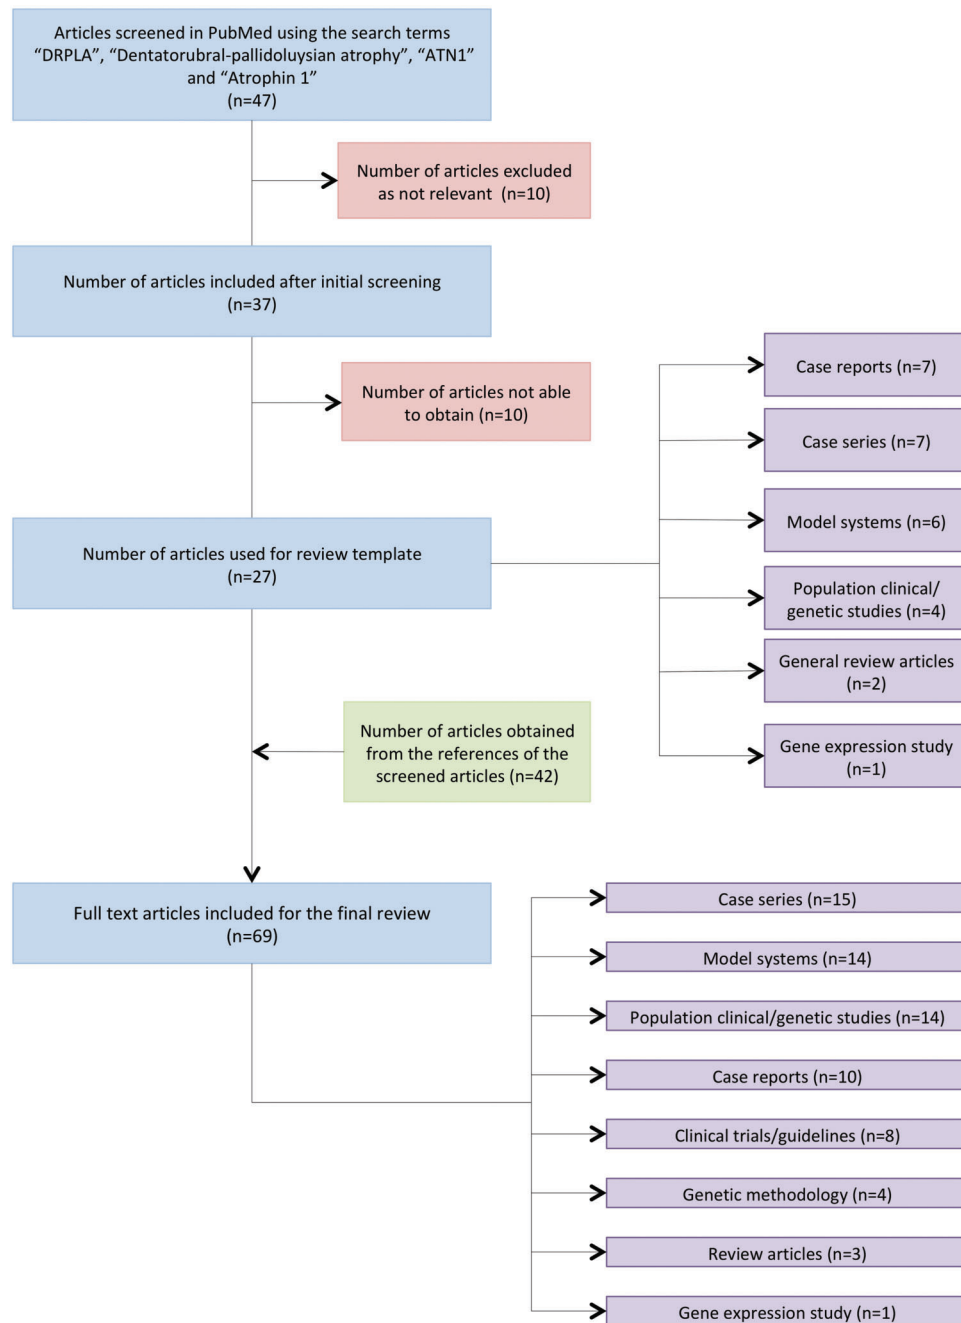 Articles screened in PubMed using the search terms
“DRPLA”, “Dentatorubral-pallidoluysian atrophy”, “ATN1”
and “Atrophin 1”
(n=47)
Number of articles excluded
as not relevant (n=10)
Number of articles included after initial screening
(n=37)
Number of articles not able
to obtain (n=10)
Number of articles used for review template
(n=27)
Case reports (n=7)
Case series (n=7)
Model systems (n=6)
Population clinical/
genetic studies (n=4)
General review articles
(n=2)
Gene expression study
(n=1)
Number of articles obtained
from the references of the
screened articles (n=42)
Full text articles included for the final review
(n=69)
Case series (n=15)
Model systems (n=14)
Population clinical/genetic studies (n=14)
Case reports (n=10)
Clinical trials/guidelines (n=8)
Genetic methodology (n=4)
Review articles (n=3)
Gene expression study (n=1)